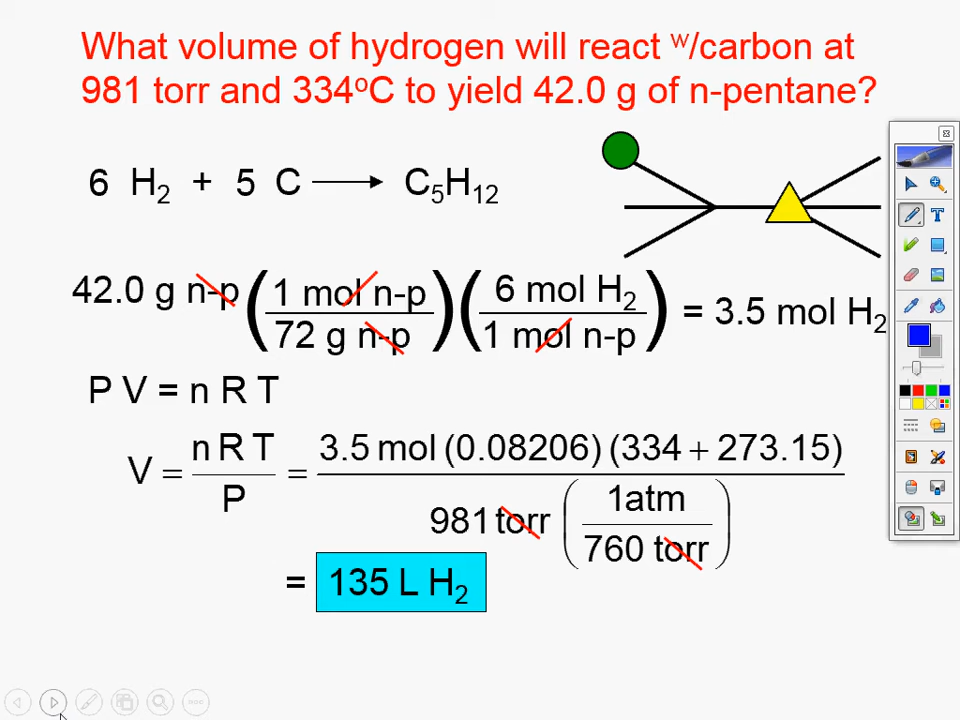 What volume of hydrogen will react w/carbon at
981 torr and 334°C to yield 42.0 g of n-pentane?
6 H₂ + 5 C ⟶ C₅H₁₂
42.0 g n-p (1 mol n-p / 72 g n-p) (6 mol H₂ / 1 mol n-p) = 3.5 mol H₂
P V = n R T
V = n R T / P = 3.5 mol (0.08206) (334 + 273.15) / 981 torr (1atm / 760 torr)
= 135 L H₂
T